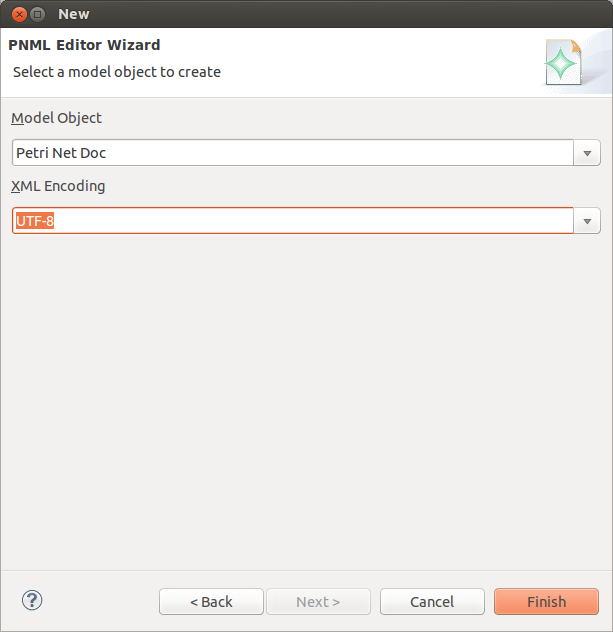 New
PNML Editor Wizard
Select a model object to create
Model Object
Petri Net Doc
XML Encoding
UTF-8
?
< Back
Next >
Cancel
Finish